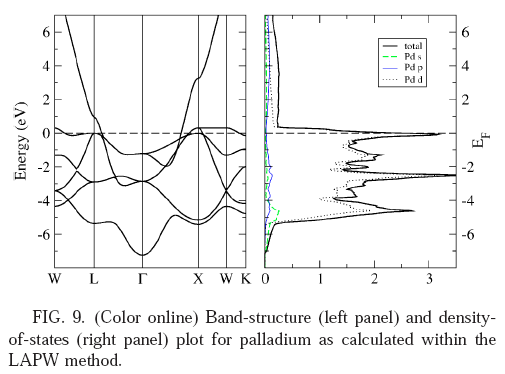 6
4
2
0
-2
-4
-6
Energy (eV)
W L Γ X W K
total
Pd s
Pd p
Pd d
6
4
2
0
-2
-4
-6
E_F
0 1 2 3
FIG. 9. (Color online) Band-structure (left panel) and density-
of-states (right panel) plot for palladium as calculated within the
LAPW method.